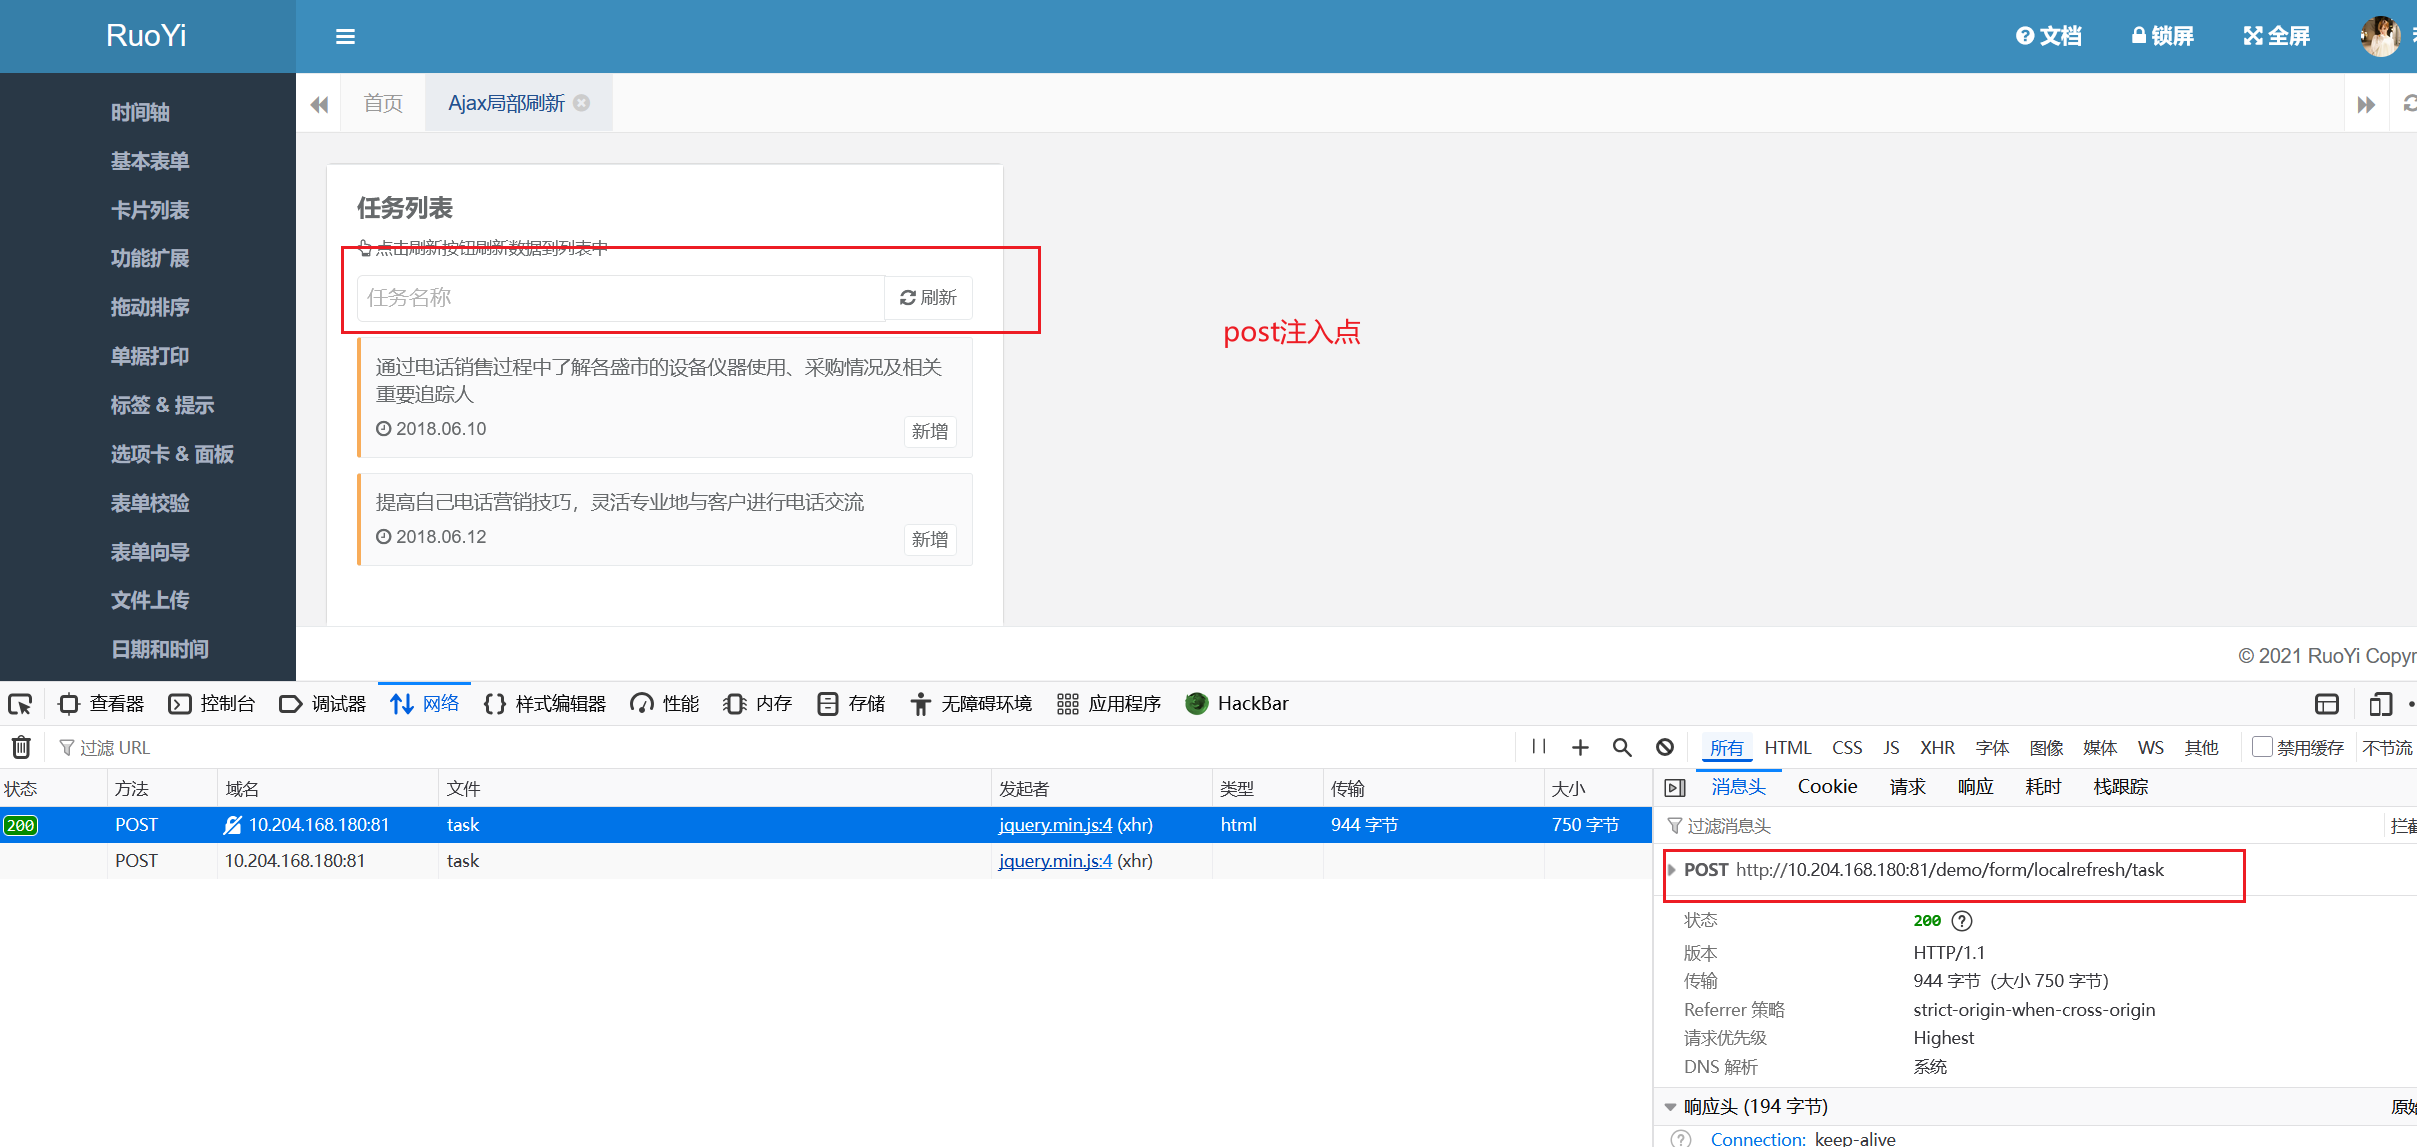 RuoYi
文档
锁屏
全屏
时间轴
基本表单
卡片列表
功能扩展
拖动排序
单据打印
标签 & 提示
选项卡 & 面板
表单校验
表单向导
文件上传
日期和时间
首页
Ajax局部刷新
任务列表
点击刷新按钮刷新数据到列表中
任务名称
刷新
post注入点
通过电话销售过程中了解各盛市的设备仪器使用、采购情况及相关
重要追踪人
2018.06.10
新增
提高自己电话营销技巧，灵活专业地与客户进行电话交流
2018.06.12
新增
© 2021 RuoYi Copyr
查看器 控制台 调试器 网络 样式编辑器 性能 内存 存储 无障碍环境 应用程序 HackBar
过滤 URL
所有 HTML CSS JS XHR 字体 图像 媒体 WS 其他 禁用缓存 不节流
状态 方法 域名 文件 发起者 类型 传输 大小
200 POST 10.204.168.180:81 task jquery.min.js:4 (xhr) html 944 字节 750 字节
POST 10.204.168.180:81 task jquery.min.js:4 (xhr)
消息头 Cookie 请求 响应 耗时 栈跟踪
过滤消息头
POST http://10.204.168.180:81/demo/form/localrefresh/task
状态 200
版本 HTTP/1.1
传输 944 字节（大小 750 字节）
Referrer 策略 strict-origin-when-cross-origin
请求优先级 Highest
DNS 解析 系统
响应头 (194 字节)
Connection: keep-alive